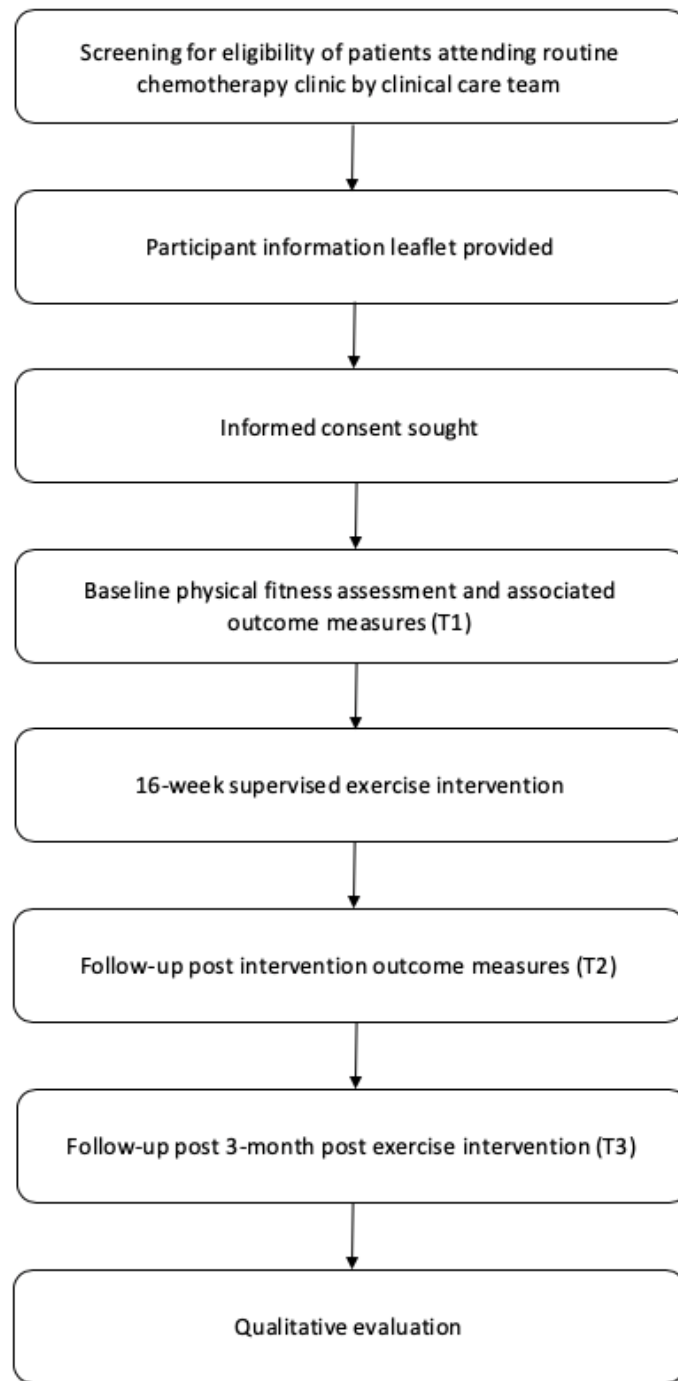 Screening for eligibility of patients attending routine
chemotherapy clinic by clinical care team
Participant information leaflet provided
Informed consent sought
Baseline physical fitness assessment and associated
outcome measures (T1)
16-week supervised exercise intervention
Follow-up post intervention outcome measures (T2)
Follow-up post 3-month post exercise intervention (T3)
Qualitative evaluation